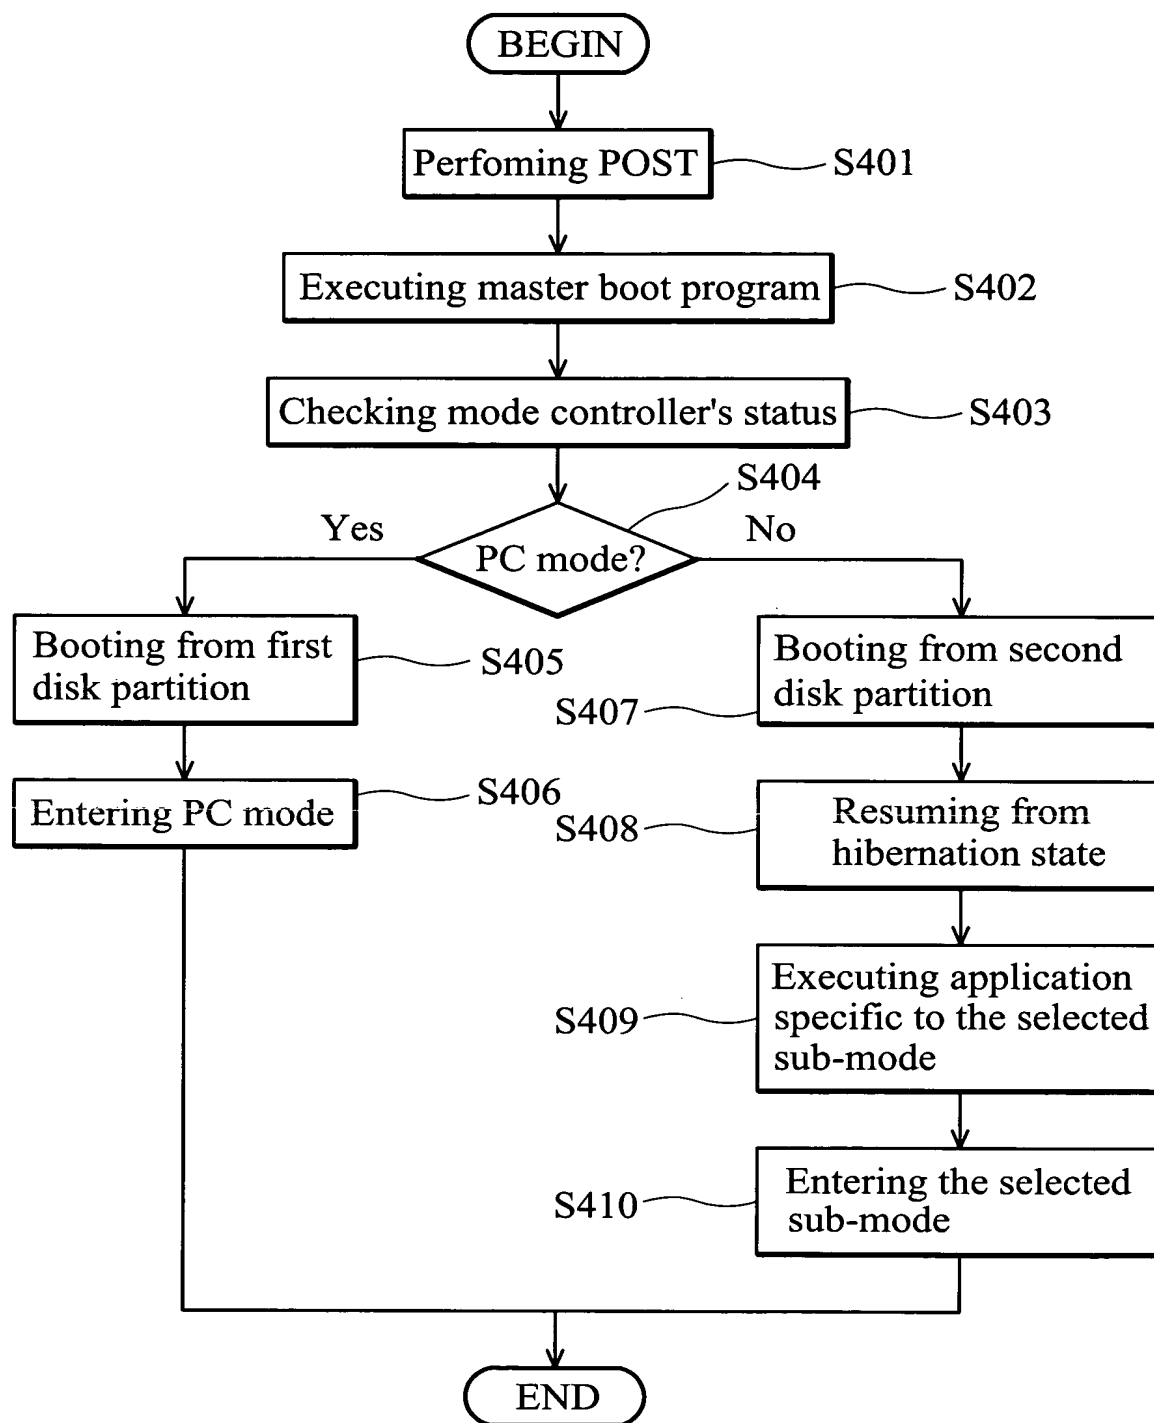 BEGIN
Perfoming POST
S401
Executing master boot program
S402
Checking mode controller's status
S403
S404
Yes
PC mode?
No
Booting from first
disk partition
S405
Entering PC mode
S406
Booting from second
disk partition
S407
Resuming from
hibernation state
S408
Executing application
specific to the selected
sub-mode
S409
Entering the selected
sub-mode
S410
END